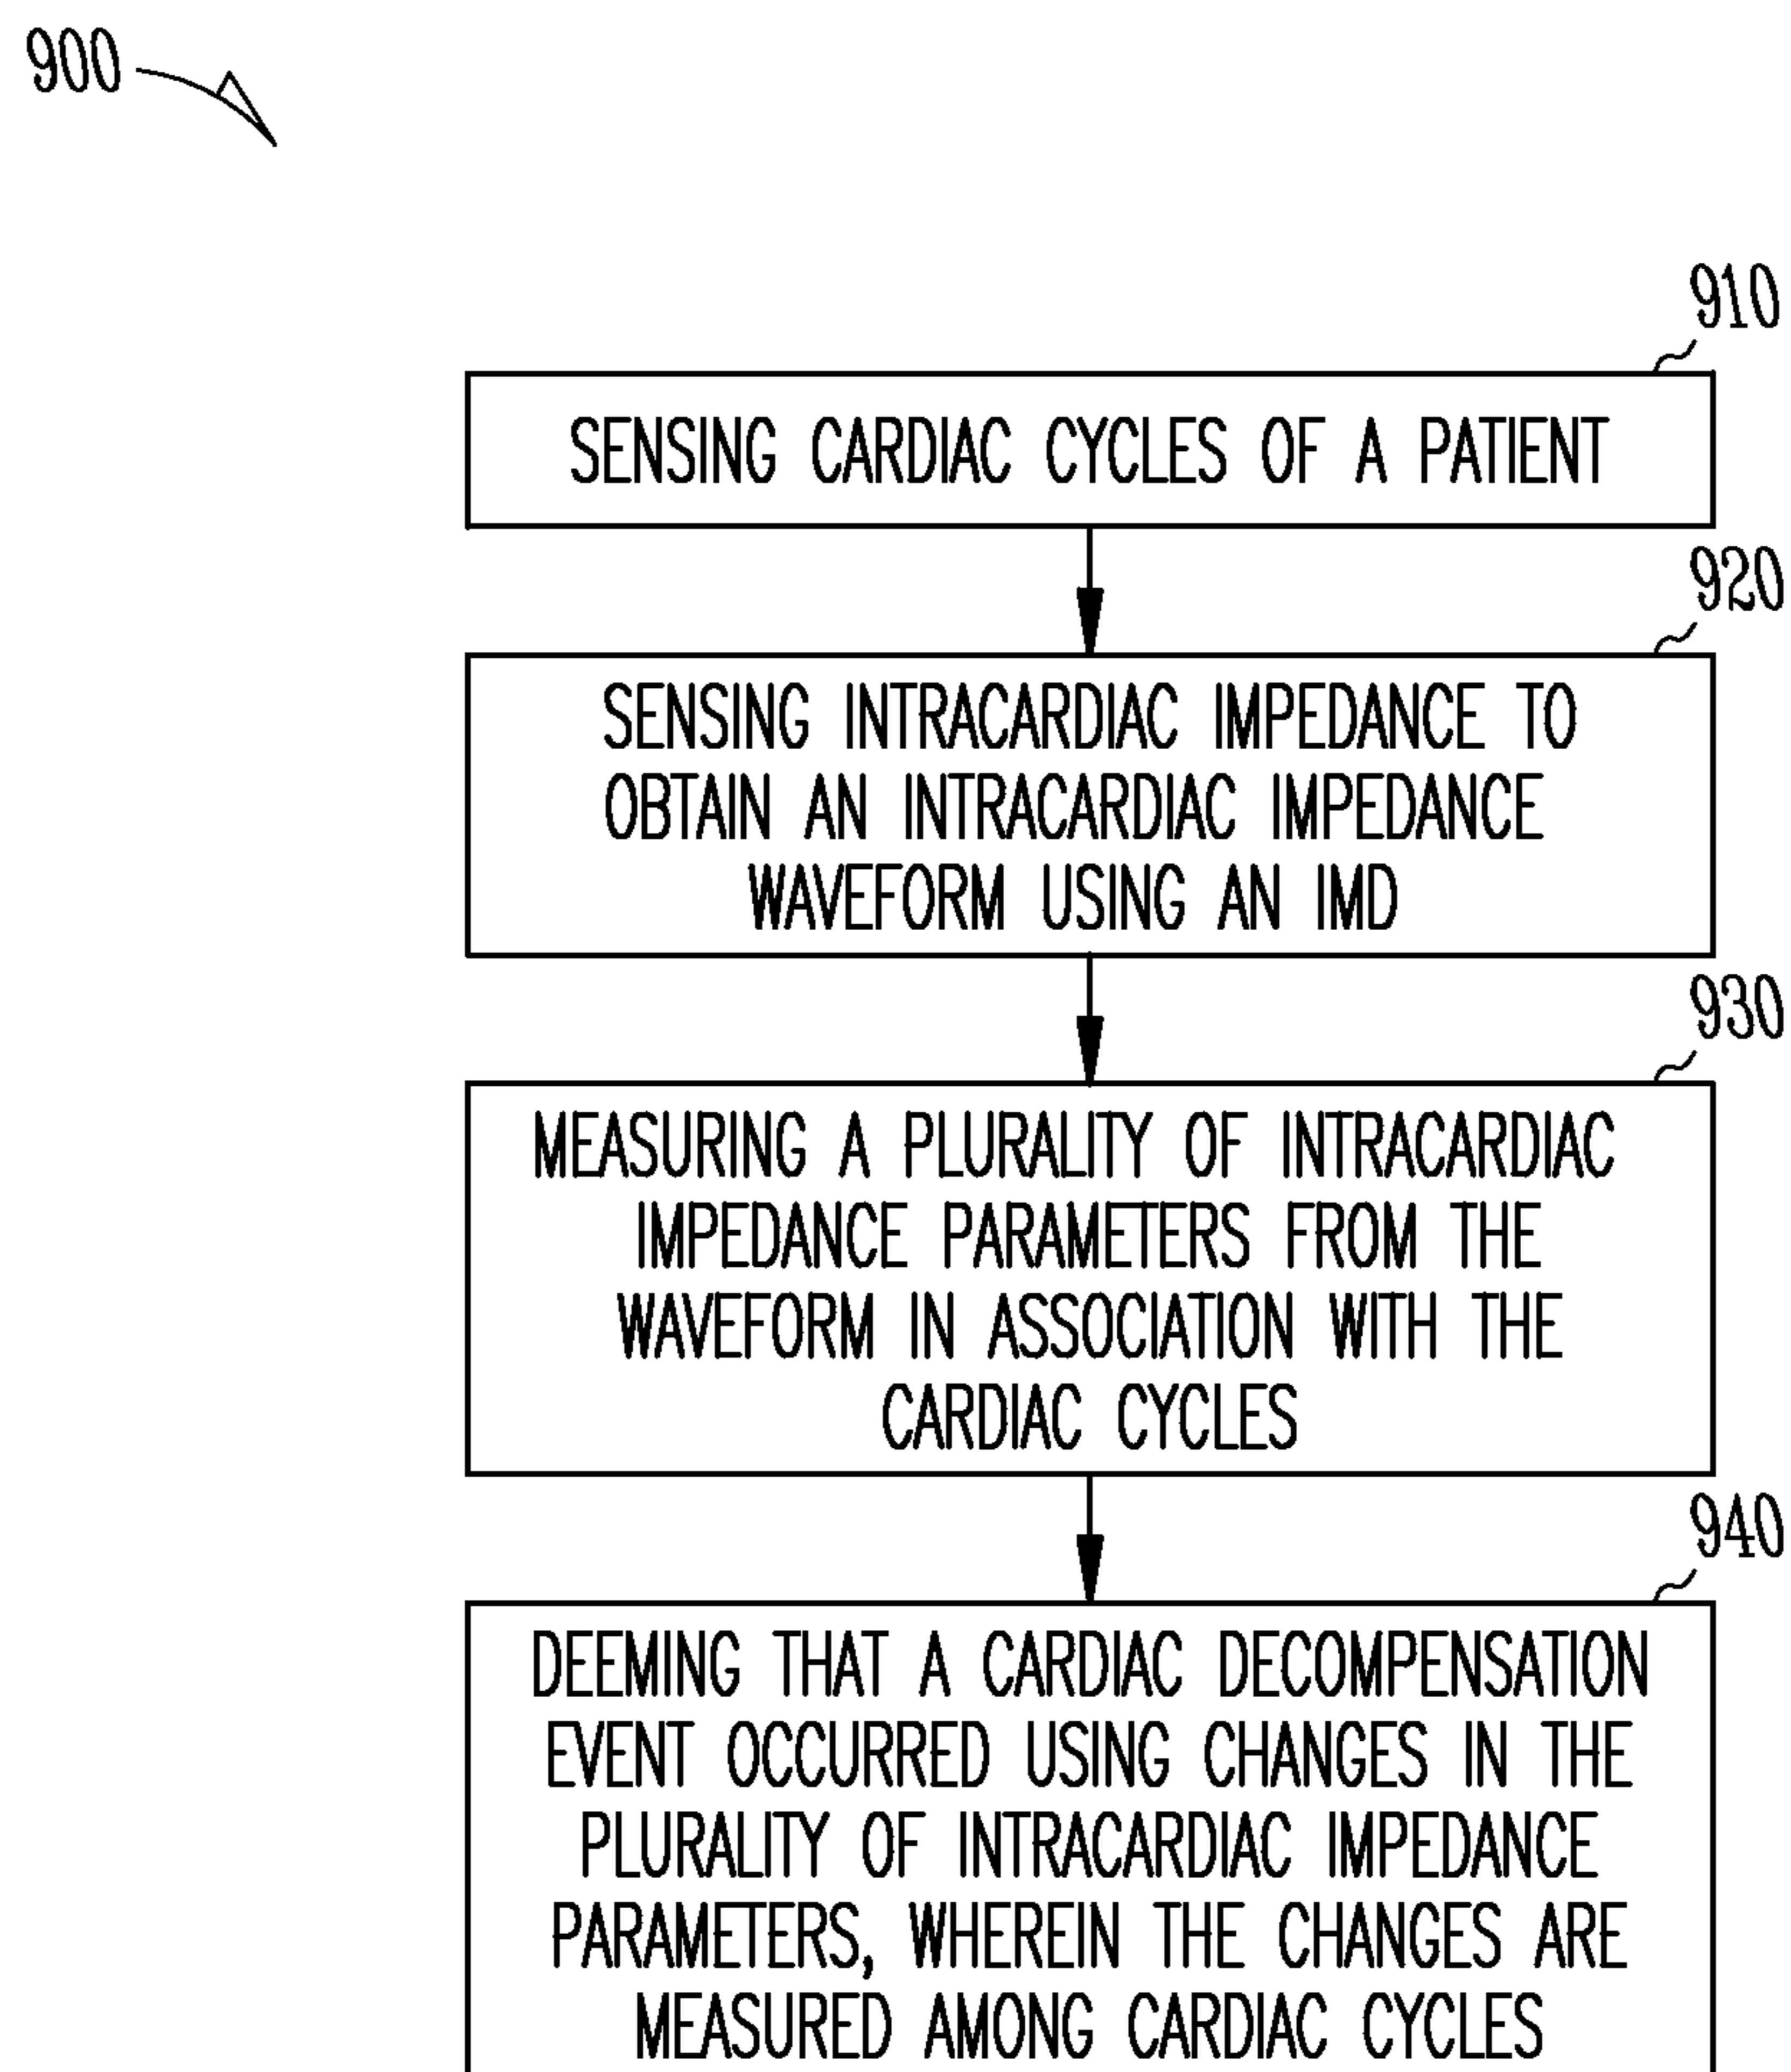 900
910
SENSING CARDIAC CYCLES OF A PATIENT
920
SENSING INTRACARDIAC IMPEDANCE TO
OBTAIN AN INTRACARDIAC IMPEDANCE
WAVEFORM USING AN IMD
930
MEASURING A PLURALITY OF INTRACARDIAC
IMPEDANCE PARAMETERS FROM THE
WAVEFORM IN ASSOCIATION WITH THE
CARDIAC CYCLES
940
DEEMING THAT A CARDIAC DECOMPENSATION
EVENT OCCURRED USING CHANGES IN THE
PLURALITY OF INTRACARDIAC IMPEDANCE
PARAMETERS, WHEREIN THE CHANGES ARE
MEASURED AMONG CARDIAC CYCLES